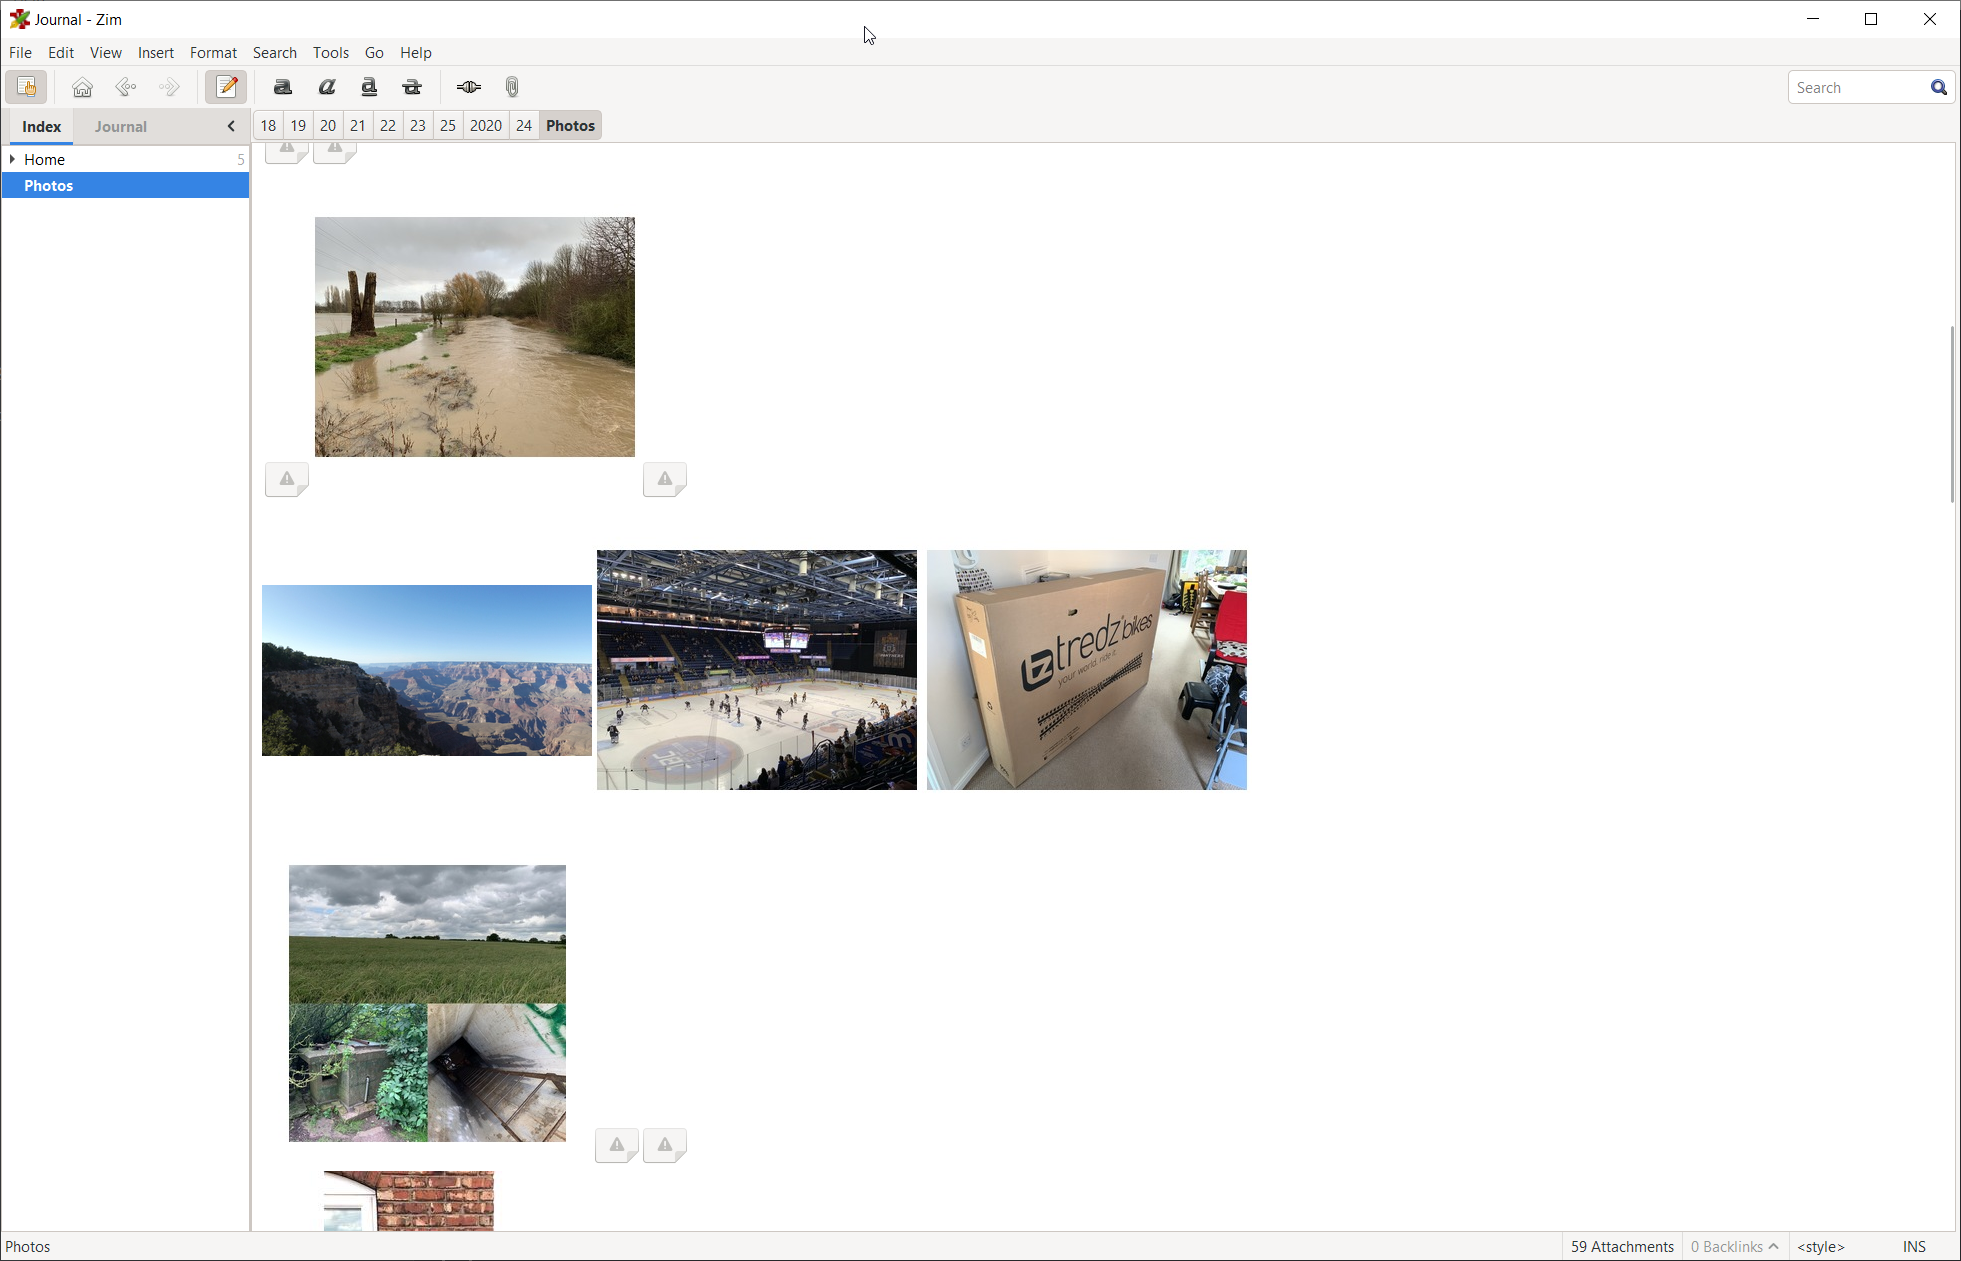 Journal - Zim
File Edit View Insert Format Search Tools Go Help
a a a a
Search
Index Journal
18 19 20 21 22 23 25 2020 24 Photos
Home 5
Photos
tredz bikes
your world. ride it.
Photos
59 Attachments 0 Backlinks <style> INS